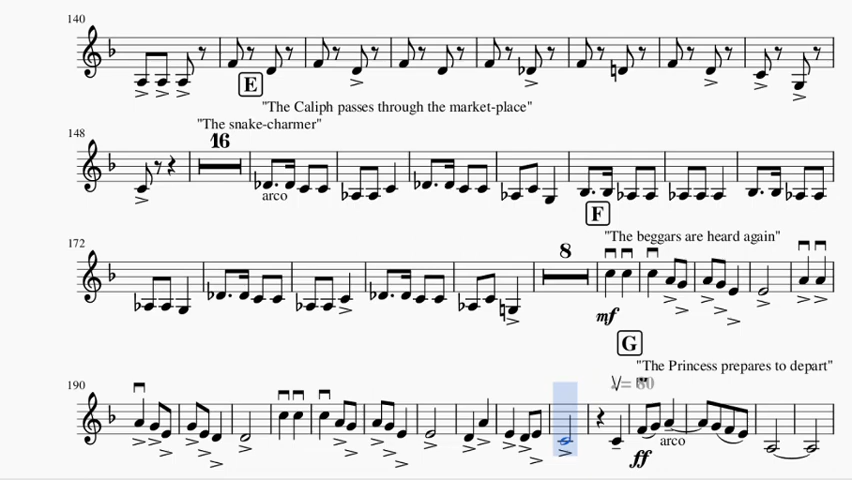 140
E
"The Caliph passes through the market-place"
"The snake-charmer"
148
16
arco
F
"The beggars are heard again"
172
8
mf
G
"The Princess prepares to depart"
190
= 80
arco
ff